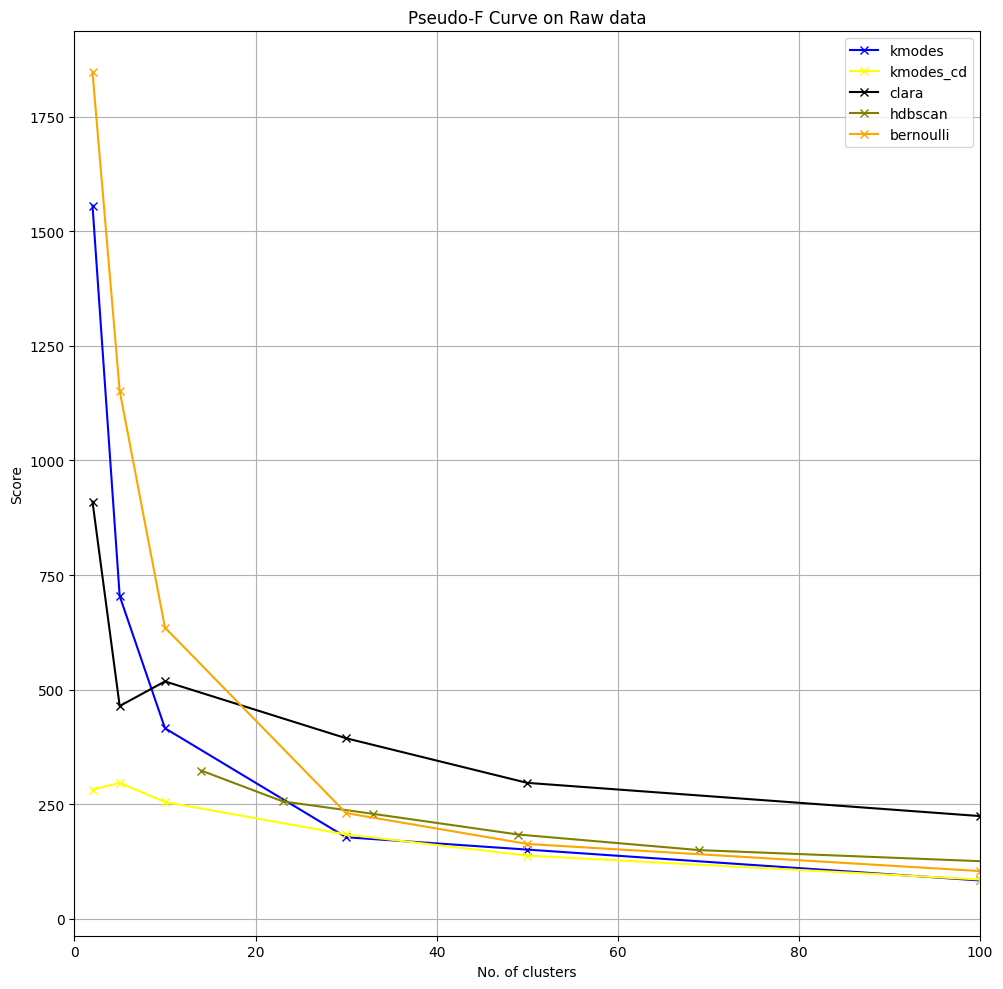 Pseudo-F Curve on Raw data
kmodes
kmodes_cd
clara
hdbscan
bernoulli
Score
1750
1500
1250
1000
750
500
250
0
0 20 40 60 80 100
No. of clusters